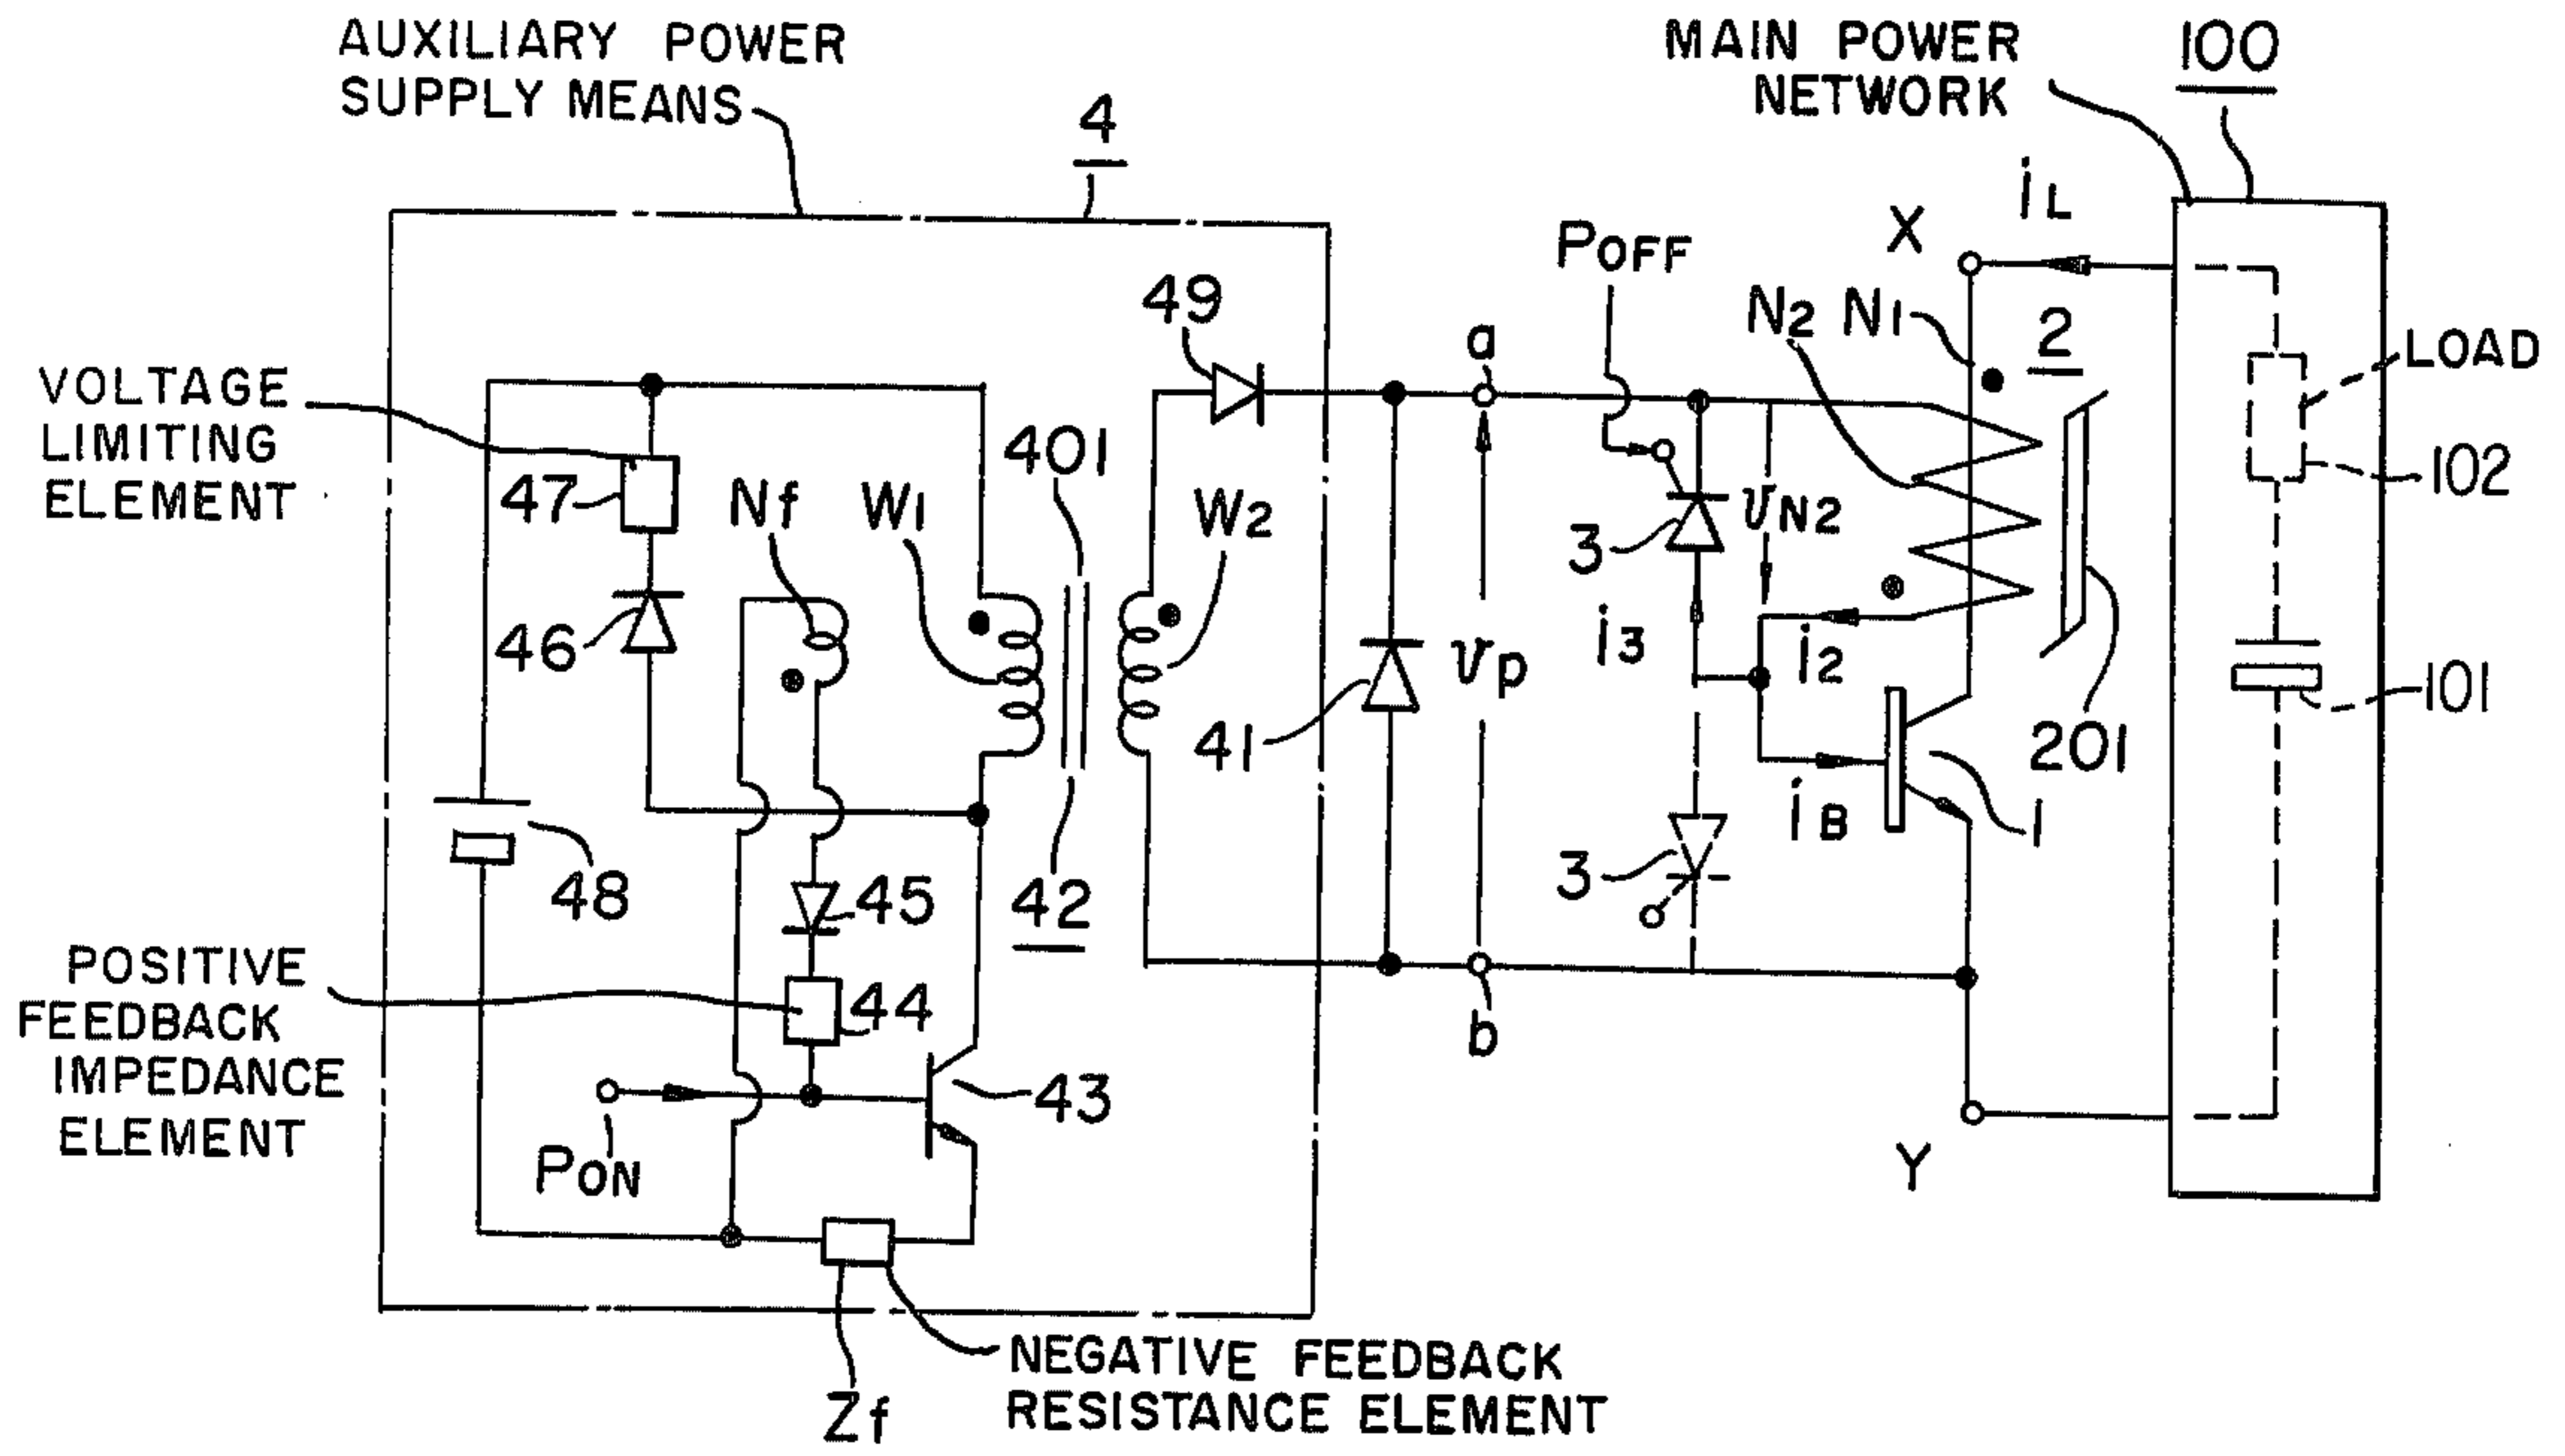 AUXILIARY POWER
SUPPLY MEANS
4
MAIN POWER
NETWORK
100
iL
X
POFF
N2 N1
2
LOAD
49
a
VOLTAGE
LIMITING
ELEMENT
47
Nf
W1
401
W2
3
vN2
102
46
i3
i2
vp
41
101
201
iB
1
48
45
42
3
POSITIVE
FEEDBACK
IMPEDANCE
ELEMENT
44
b
43
PON
Y
Zf
NEGATIVE FEEDBACK
RESISTANCE ELEMENT